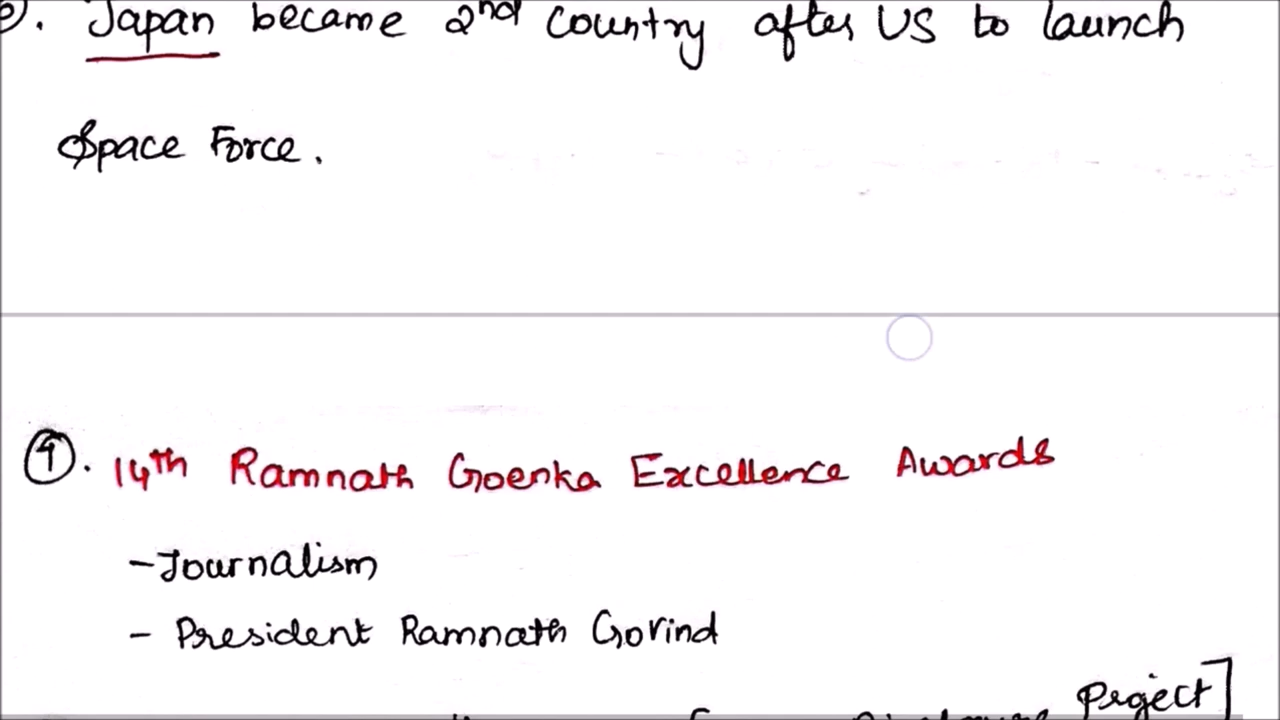 Japan became 2nd country after US to launch
Space Force.
9. 14th Ramnath Goenka Excellence Awards
- Journalism
- President Ramnath Govind
Project]